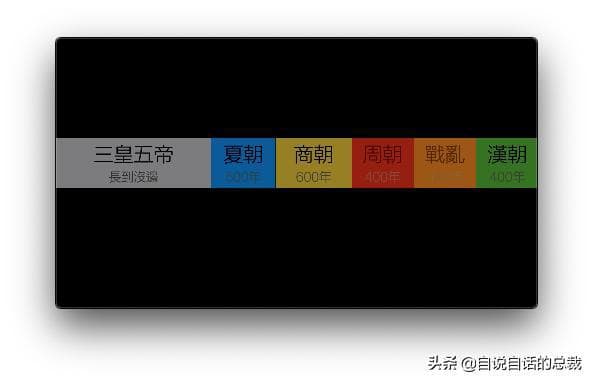 三皇五帝
長到沒邊
夏朝
500年
商朝
600年
周朝
400年
戰亂
漢朝
400年
头条 @自说自话的总裁